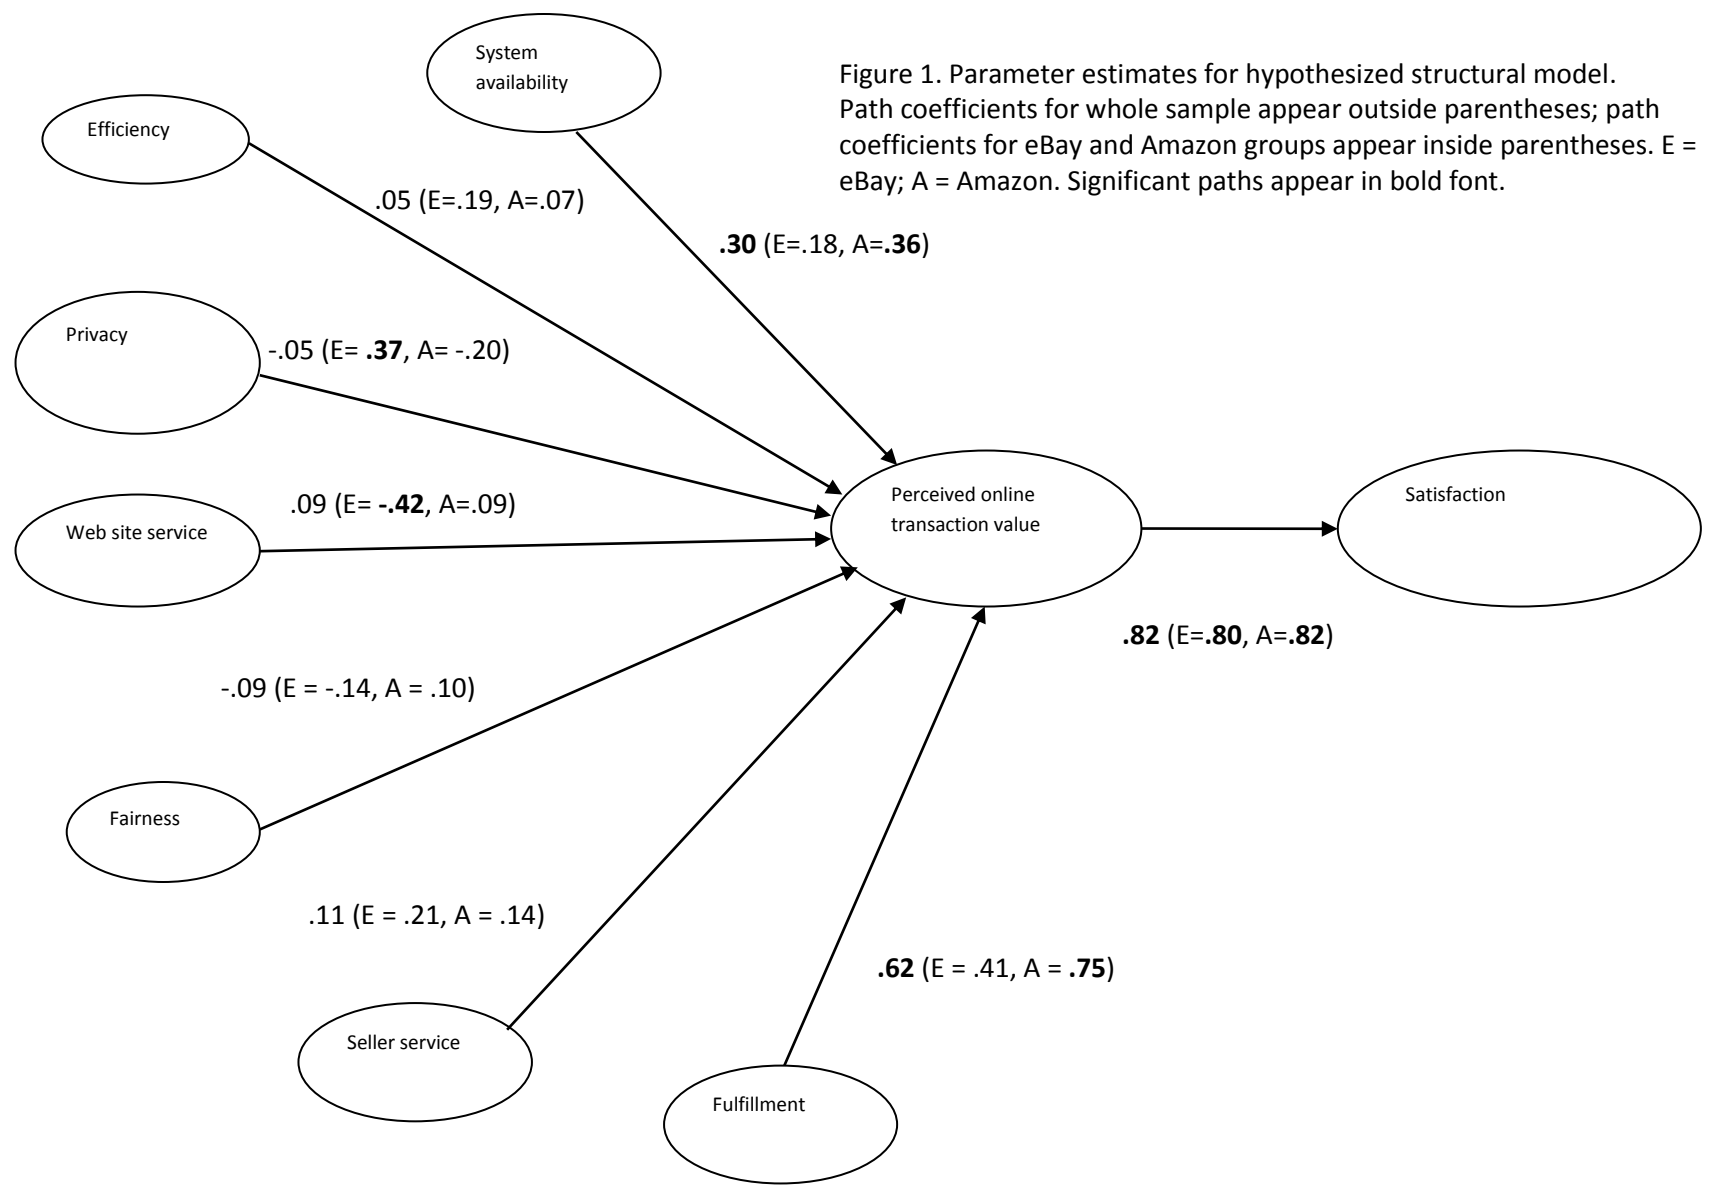 System
availability
Figure 1. Parameter estimates for hypothesized structural model.
Path coefficients for whole sample appear outside parentheses; path
coefficients for eBay and Amazon groups appear inside parentheses. E =
eBay; A = Amazon. Significant paths appear in bold font.
Efficiency
.05 (E=.19, A=.07)
.30 (E=.18, A=.36)
Privacy
-.05 (E= .37, A= -.20)
Web site service
.09 (E= -.42, A=.09)
Perceived online
transaction value
Satisfaction
.82 (E=.80, A=.82)
-.09 (E = -.14, A = .10)
Fairness
.11 (E = .21, A = .14)
.62 (E = .41, A = .75)
Seller service
Fulfillment